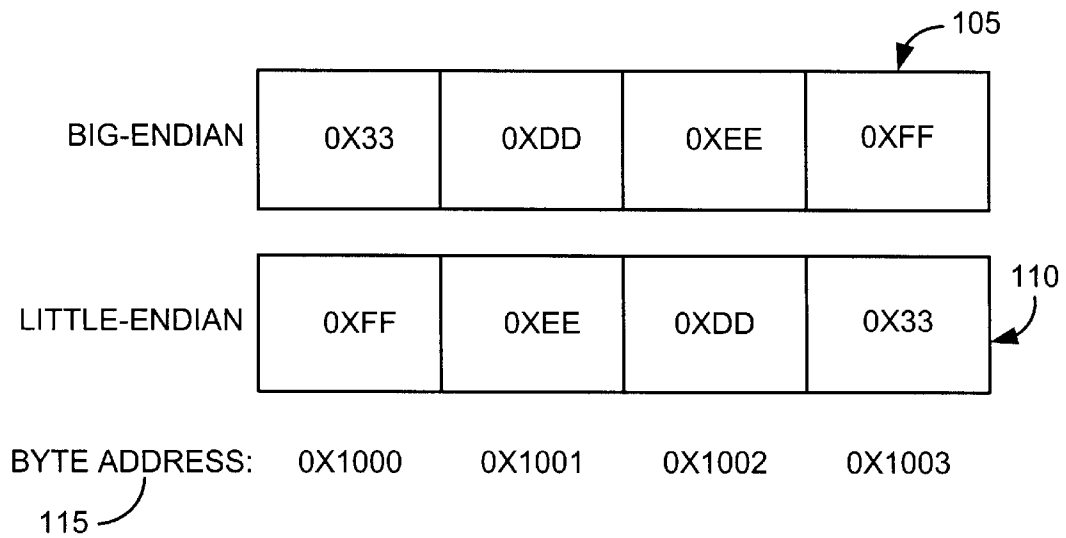 105
BIG-ENDIAN 0X33 0XDD 0XEE 0XFF
110
LITTLE-ENDIAN 0XFF 0XEE 0XDD 0X33
BYTE ADDRESS: 0X1000 0X1001 0X1002 0X1003
115